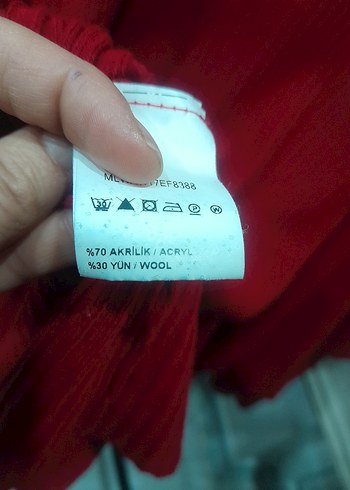 %70 AKRİLİK / ACRYL
%30 YÜN / WOOL